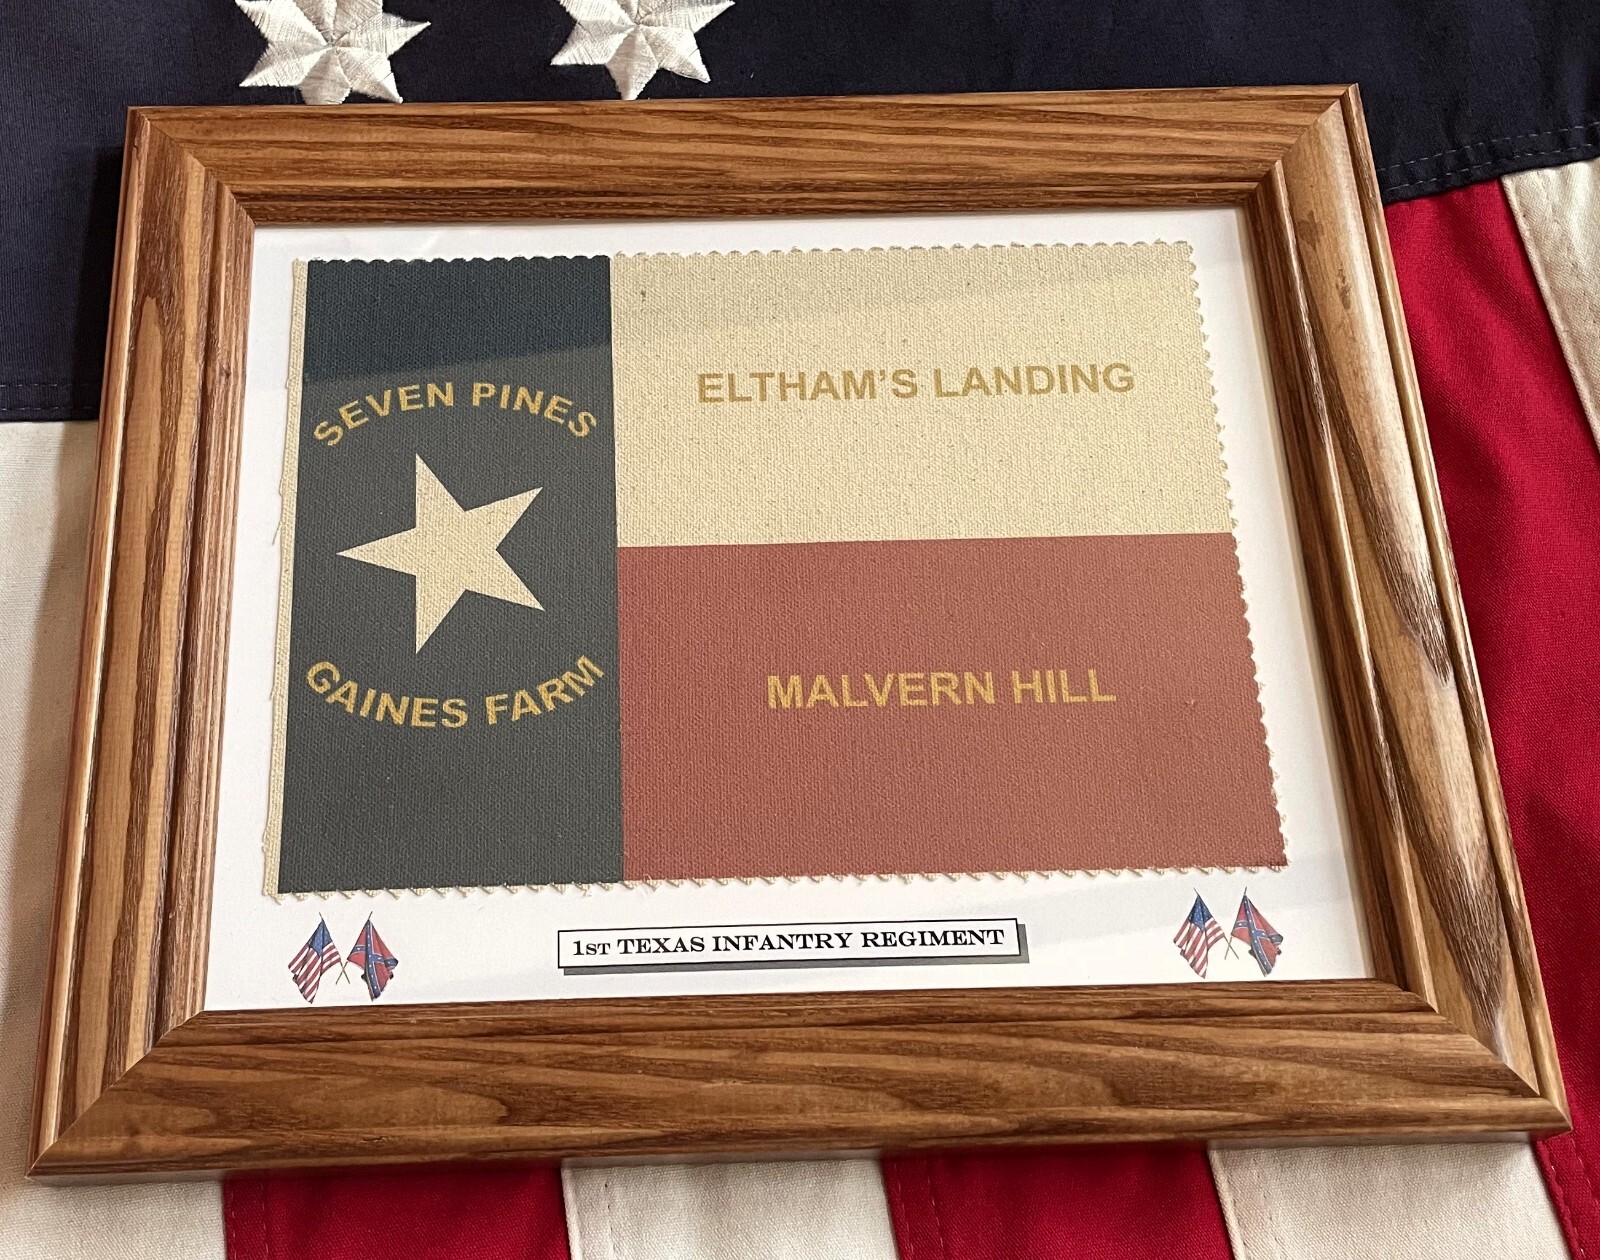 SEVEN PINES
GAINES FARM
ELTHAM'S LANDING
MALVERN HILL
1ST TEXAS INFANTRY REGIMENT